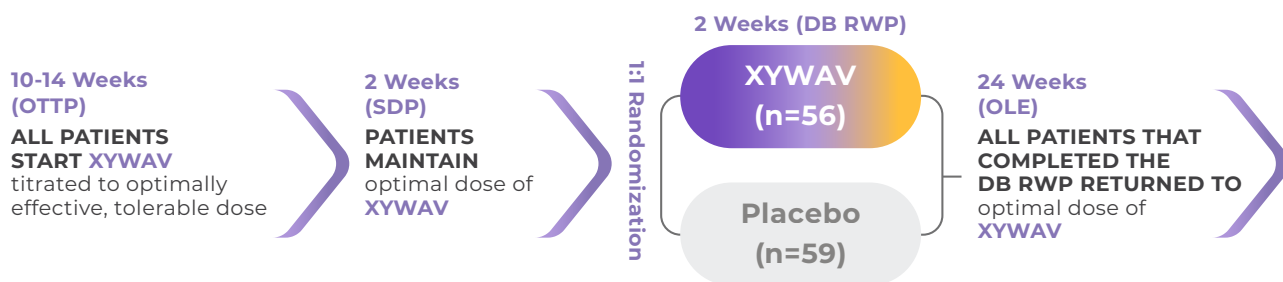 10-14 Weeks
(OTTP)
ALL PATIENTS
START XYWAV
titrated to optimally
effective, tolerable dose
2 Weeks
(SDP)
PATIENTS
MAINTAIN
optimal dose of
XYWAV
1:1 Randomization
2 Weeks (DB RWP)
XYWAV
(n=56)
Placebo
(n=59)
24 Weeks
(OLE)
ALL PATIENTS THAT
COMPLETED THE
DB RWP RETURNED TO
optimal dose of
XYWAV